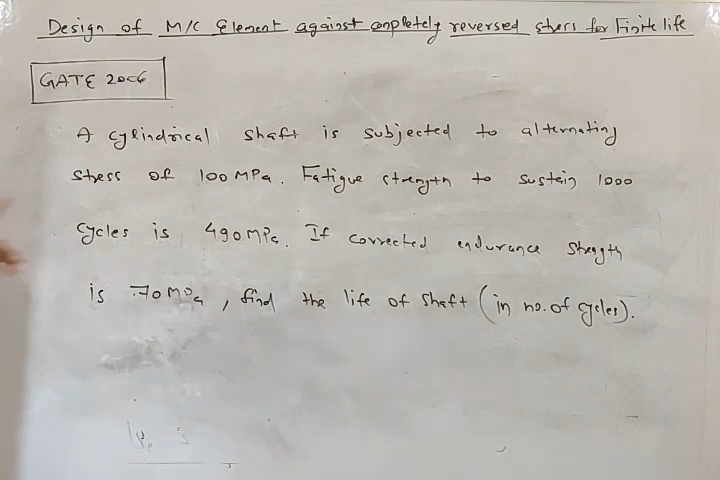 Design of M/C Element against completely reversed stress for Finite life
GATE 2006
A cylindrical shaft is subjected to alternating
stress of 100 MPa. Fatigue strength to sustain 1000
cycles is 490 MPa. If corrected endurance strength
is 70 MPa, find the life of shaft (in no. of cycles).